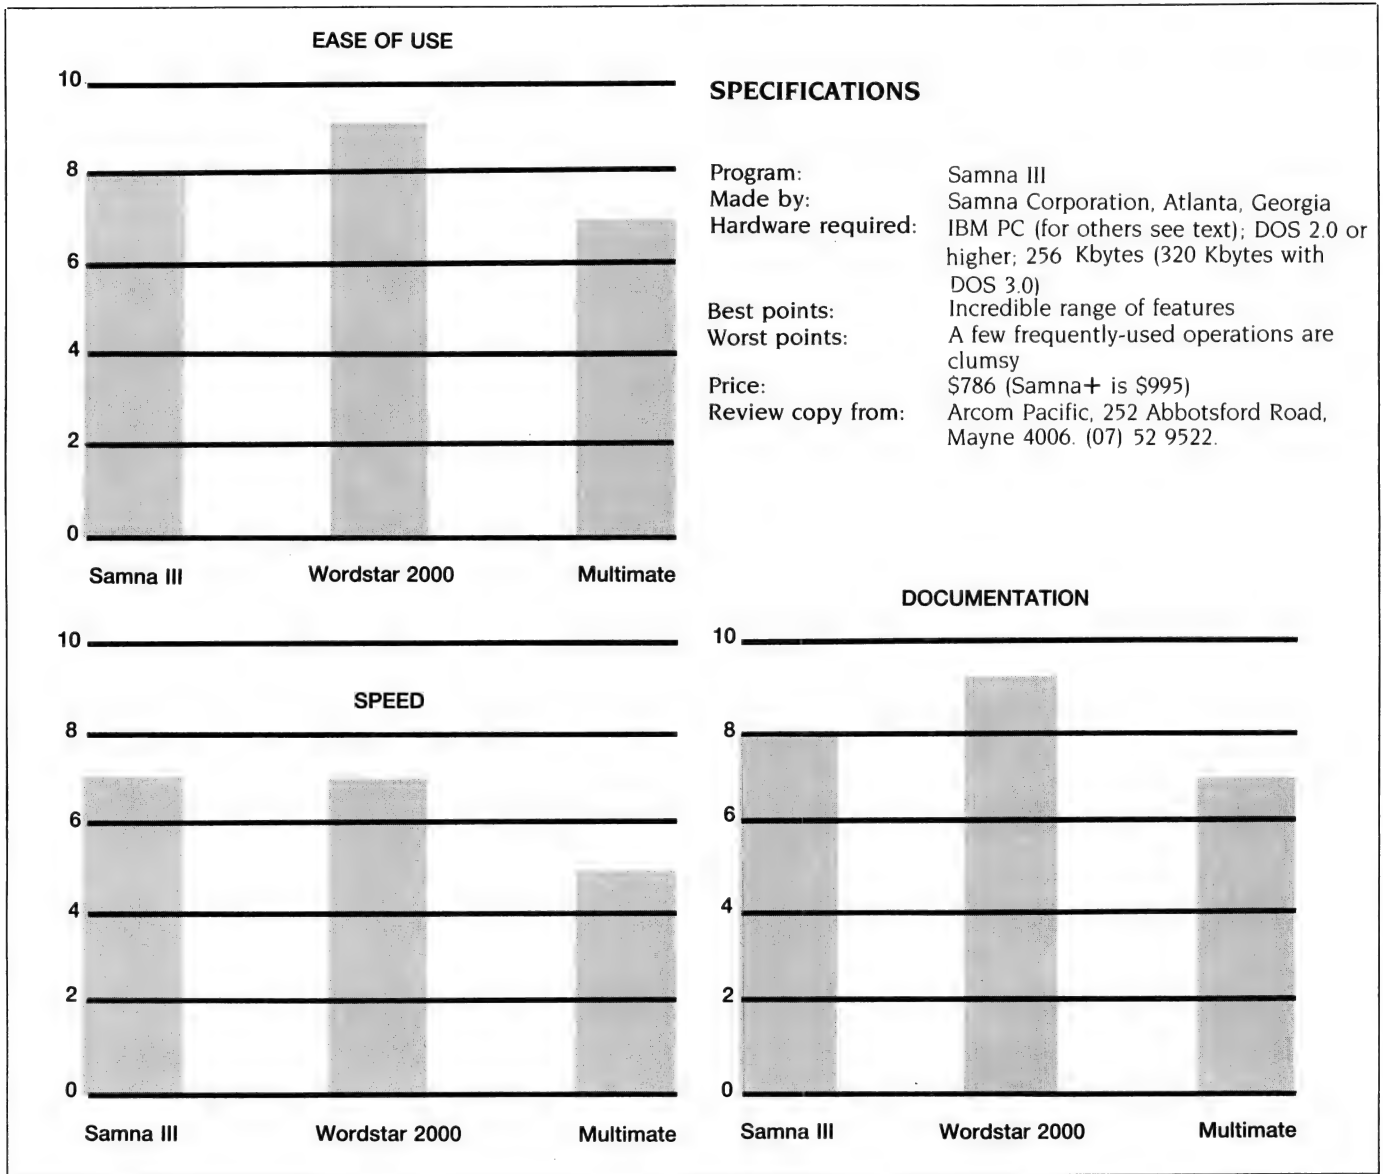 EASE OF USE
10
8
6
4
2
0
Samna III Wordstar 2000 Multimate
SPECIFICATIONS
Program: Samna III
Made by: Samna Corporation, Atlanta, Georgia
Hardware required: IBM PC (for others see text); DOS 2.0 or
higher; 256 Kbytes (320 Kbytes with
DOS 3.0)
Best points: Incredible range of features
Worst points: A few frequently-used operations are
clumsy
Price: $786 (Samna+ is $995)
Review copy from: Arcom Pacific, 252 Abbotsford Road,
Mayne 4006. (07) 52 9522.
10
SPEED
8
6
4
2
0
Samna III Wordstar 2000 Multimate
DOCUMENTATION
10
8
6
4
2
0
Samna III Wordstar 2000 Multimate